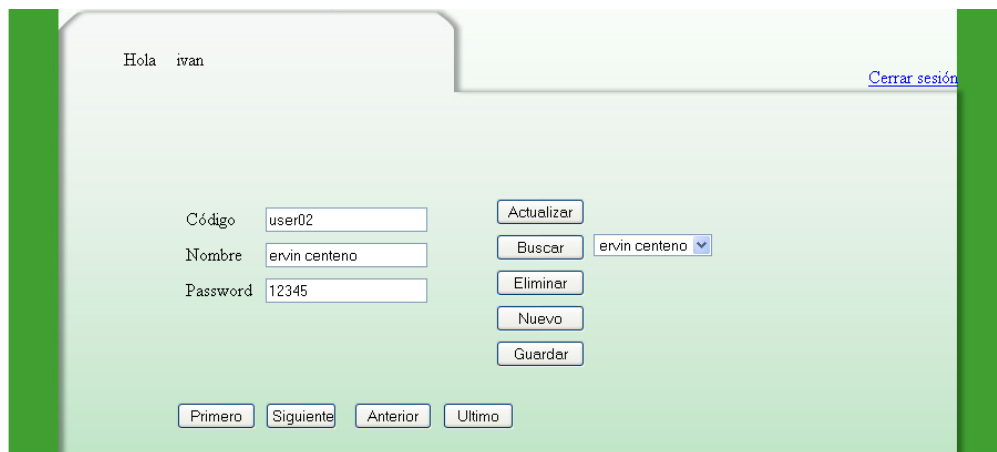 Hola ivan
Cerrar sesión
Código user02 Actualizar
Nombre ervin centeno Buscar ervin centeno
Password 12345 Eliminar
Nuevo
Guardar
Primero Siguiente Anterior Ultimo